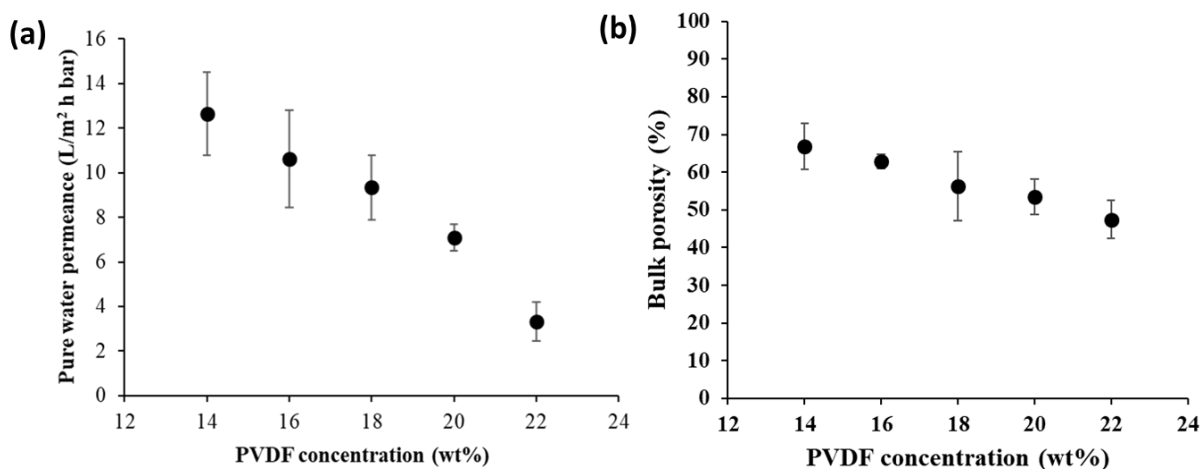 (a)
Pure water permeance (L/m² h bar)
16
14
12
10
8
6
4
2
0
12 14 16 18 20 22 24
PVDF concentration (wt%)
(b)
Bulk porosity (%)
100
90
80
70
60
50
40
30
20
10
0
12 14 16 18 20 22 24
PVDF concentration (wt%)